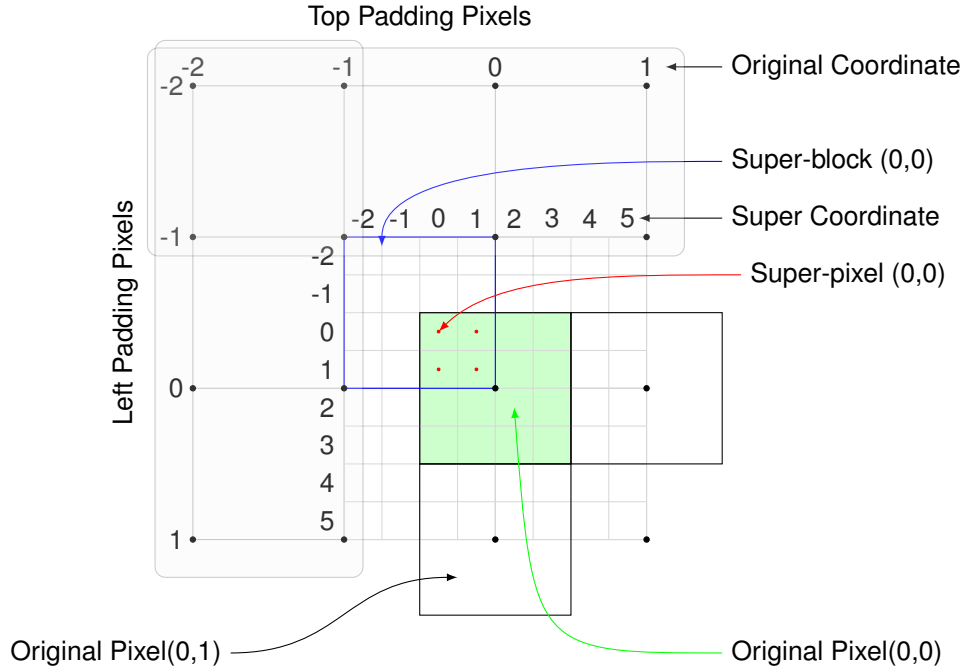 Top Padding Pixels
-2 -1 0 1 Original Coordinate
-2
Super-block (0,0)
-2 -1 0 1 2 3 4 5 Super Coordinate
-1
-2
-1 Super-pixel (0,0)
Left Padding Pixels
0
1
0
2
3
4
5
1
Original Pixel(0,1)
Original Pixel(0,0)